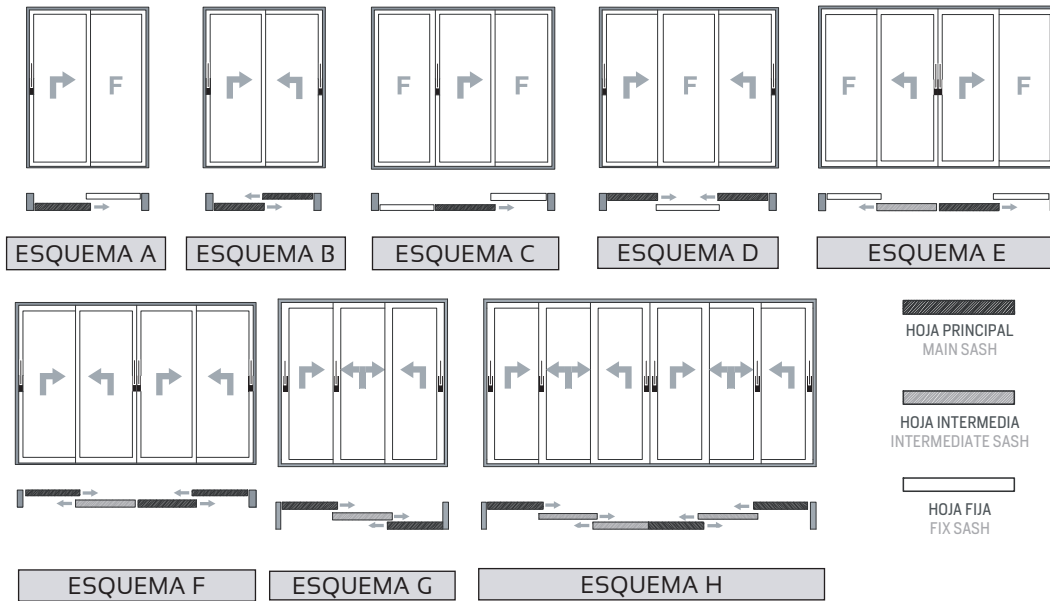 F
F
F
F
F
F
ESQUEMA A
ESQUEMA B
ESQUEMA C
ESQUEMA D
ESQUEMA E
HOJA PRINCIPAL
MAIN SASH
HOJA INTERMEDIA
INTERMEDIATE SASH
HOJA FIJA
FIX SASH
ESQUEMA F
ESQUEMA G
ESQUEMA H